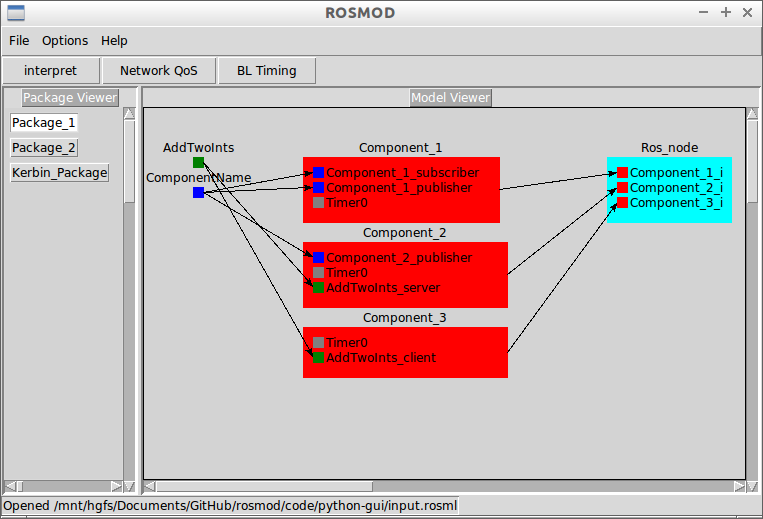 ROSMOD
File Options Help
interpret Network QoS BL Timing
Package Viewer
Package_1
Package_2
Kerbin_Package
Model Viewer
AddTwoInts
ComponentName
Component_1
Component_1_subscriber
Component_1_publisher
Timer0
Component_2
Component_2_publisher
Timer0
AddTwoInts_server
Component_3
Timer0
AddTwoInts_client
Ros_node
Component_1_i
Component_2_i
Component_3_i
Opened /mnt/hgfs/Documents/GitHub/rosmod/code/python-gui/input.rosml